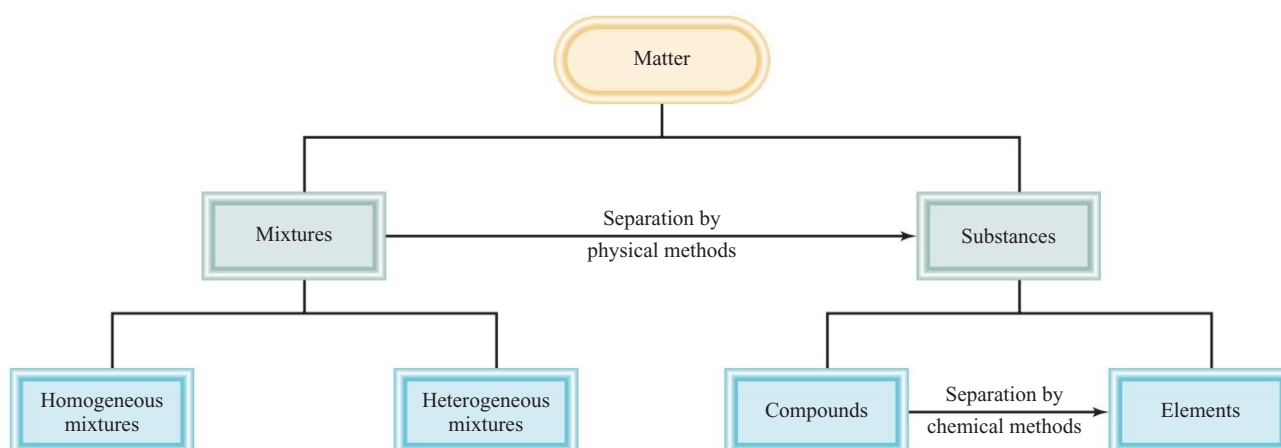 Matter
Mixtures
Separation by
physical methods
Substances
Homogeneous
mixtures
Heterogeneous
mixtures
Compounds
Separation by
chemical methods
Elements